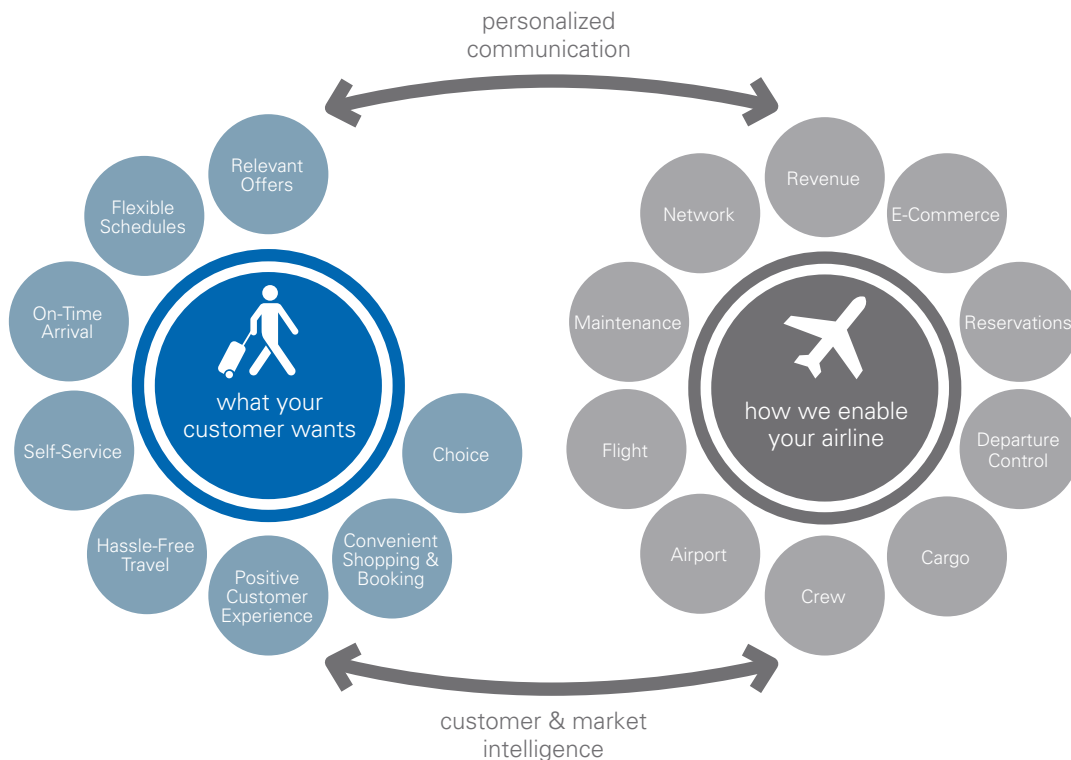 personalized
communication
Relevant
Offers
Flexible
Schedules
On-Time
Arrival
Self-Service
Hassle-Free
Travel
Positive
Customer
Experience
Convenient
Shopping &
Booking
Choice
what your
customer wants
Revenue
E-Commerce
Reservations
Departure
Control
Cargo
Crew
Airport
Flight
Maintenance
Network
how we enable
your airline
customer & market
intelligence